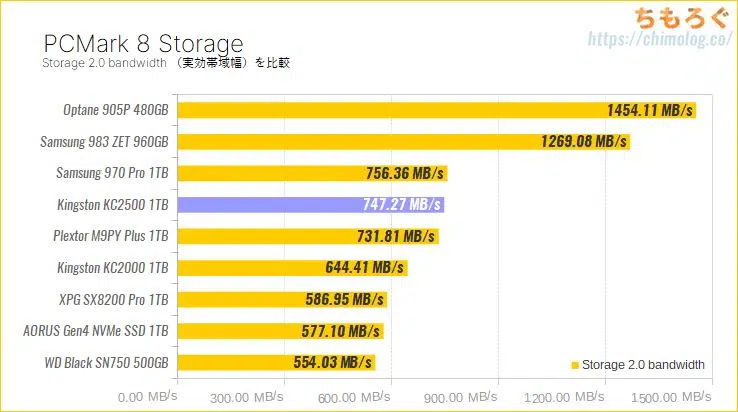 ちもろぐ
https://chimolog.co/
PCMark 8 Storage
Storage 2.0 bandwidth （実効帯域幅）を比較
Optane 905P 480GB 1454.11 MB/s
Samsung 983 ZET 960GB 1269.08 MB/s
Samsung 970 Pro 1TB 756.36 MB/s
Kingston KC2500 1TB 747.27 MB/s
Plextor M9PY Plus 1TB 731.81 MB/s
Kingston KC2000 1TB 644.41 MB/s
XPG SX8200 Pro 1TB 586.95 MB/s
AORUS Gen4 NVMe SSD 1TB 577.10 MB/s
WD Black SN750 500GB 554.03 MB/s
Storage 2.0 bandwidth
0.00 MB/s 300.00 MB/s 600.00 MB/s 900.00 MB/s 1200.00 MB/s 1500.00 MB/s